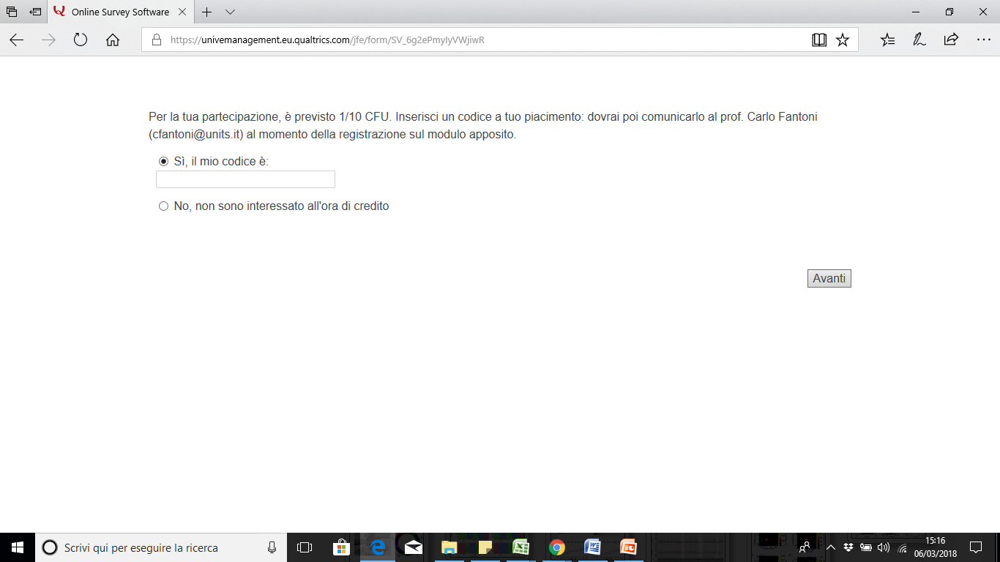 Online Survey Software
https://univemanagement.eu.qualtrics.com/jfe/form/SV_6g2ePmyIyVWjiwR
Per la tua partecipazione, è previsto 1/10 CFU. Inserisci un codice a tuo piacimento: dovrai poi comunicarlo al prof. Carlo Fantoni
(cfantoni@units.it) al momento della registrazione sul modulo apposito.
Sì, il mio codice è:
No, non sono interessato all'ora di credito
Avanti
Scrivi qui per eseguire la ricerca
15:16
06/03/2018